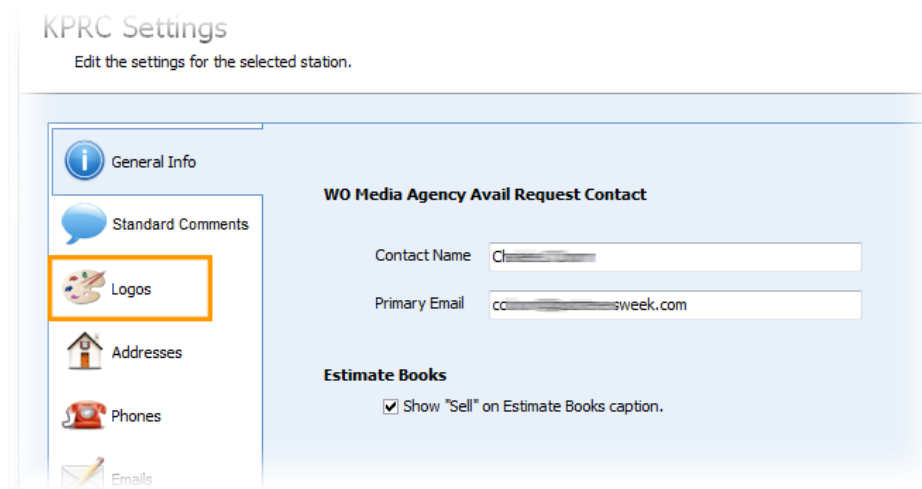 KPRC Settings
Edit the settings for the selected station.
General Info
Standard Comments
Logos
Addresses
Phones
Emails
WO Media Agency Avail Request Contact
Contact Name
Primary Email sweek.com
Estimate Books
Show "Sell" on Estimate Books caption.